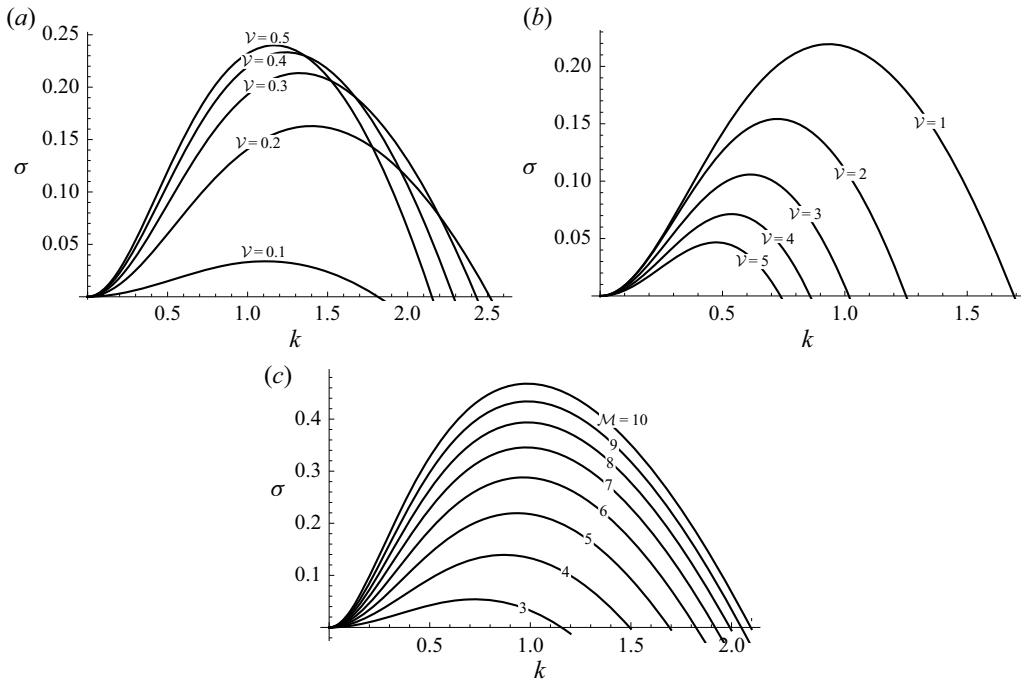 (a)
0.25
0.20
0.15
0.10
0.05
σ
𝒱 = 0.5
𝒱 = 0.4
𝒱 = 0.3
𝒱 = 0.2
𝒱 = 0.1
0.5 1.0 1.5 2.0 2.5
k
(b)
0.20
0.15
0.10
0.05
σ
𝒱 = 1
𝒱 = 2
𝒱 = 3
𝒱 = 4
𝒱 = 5
0.5 1.0 1.5
k
(c)
0.4
0.3
0.2
0.1
σ
ℳ = 10
9
8
7
6
5
4
3
0.5 1.0 1.5 2.0
k